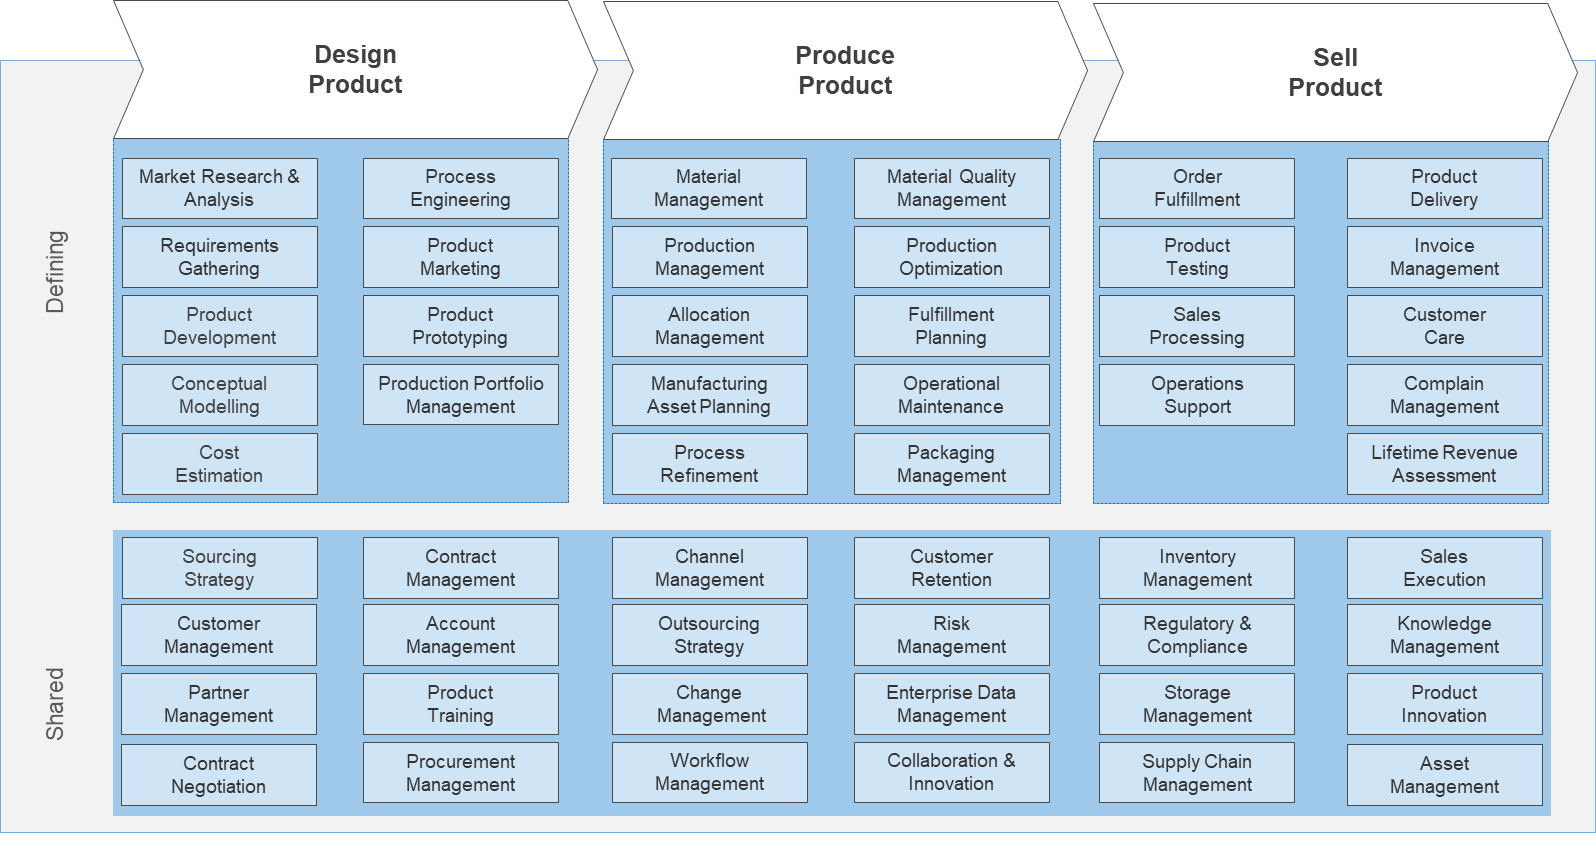 Design
Product
Produce
Product
Sell
Product
Defining
Market Research &
Analysis
Process
Engineering
Requirements
Gathering
Product
Marketing
Product
Development
Product
Prototyping
Conceptual
Modelling
Production Portfolio
Management
Cost
Estimation
Material
Management
Material Quality
Management
Production
Management
Production
Optimization
Allocation
Management
Fulfillment
Planning
Manufacturing
Asset Planning
Operational
Maintenance
Process
Refinement
Packaging
Management
Order
Fulfillment
Product
Delivery
Product
Testing
Invoice
Management
Sales
Processing
Customer
Care
Operations
Support
Complain
Management
Lifetime Revenue
Assessment
Shared
Sourcing
Strategy
Contract
Management
Channel
Management
Customer
Retention
Inventory
Management
Sales
Execution
Customer
Management
Account
Management
Outsourcing
Strategy
Risk
Management
Regulatory &
Compliance
Knowledge
Management
Partner
Management
Product
Training
Change
Management
Enterprise Data
Management
Storage
Management
Product
Innovation
Contract
Negotiation
Procurement
Management
Workflow
Management
Collaboration &
Innovation
Supply Chain
Management
Asset
Management